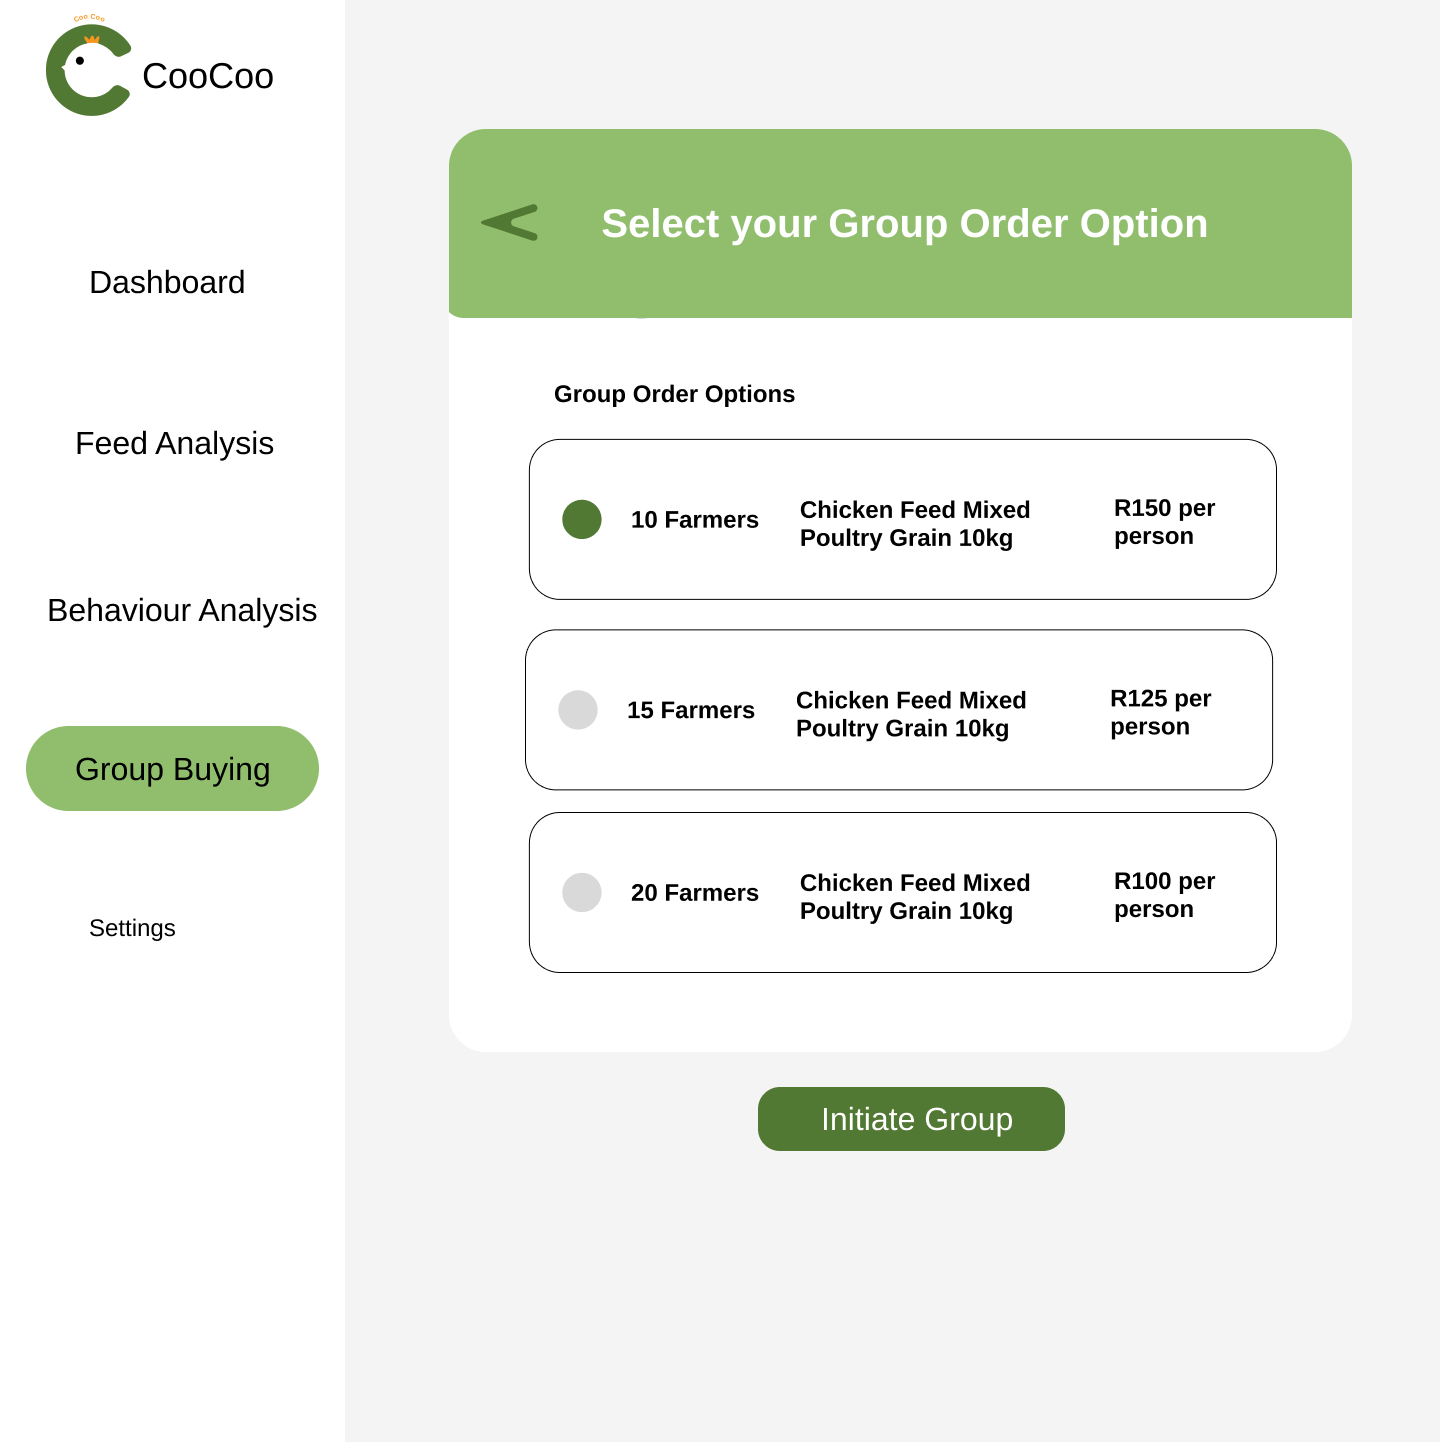 Coo Coo
CooCoo
Dashboard
Feed Analysis
Behaviour Analysis
Group Buying
Settings
Select your Group Order Option
Group Order Options
10 Farmers
Chicken Feed Mixed
Poultry Grain 10kg
R150 per
person
15 Farmers
Chicken Feed Mixed
Poultry Grain 10kg
R125 per
person
20 Farmers
Chicken Feed Mixed
Poultry Grain 10kg
R100 per
person
Initiate Group